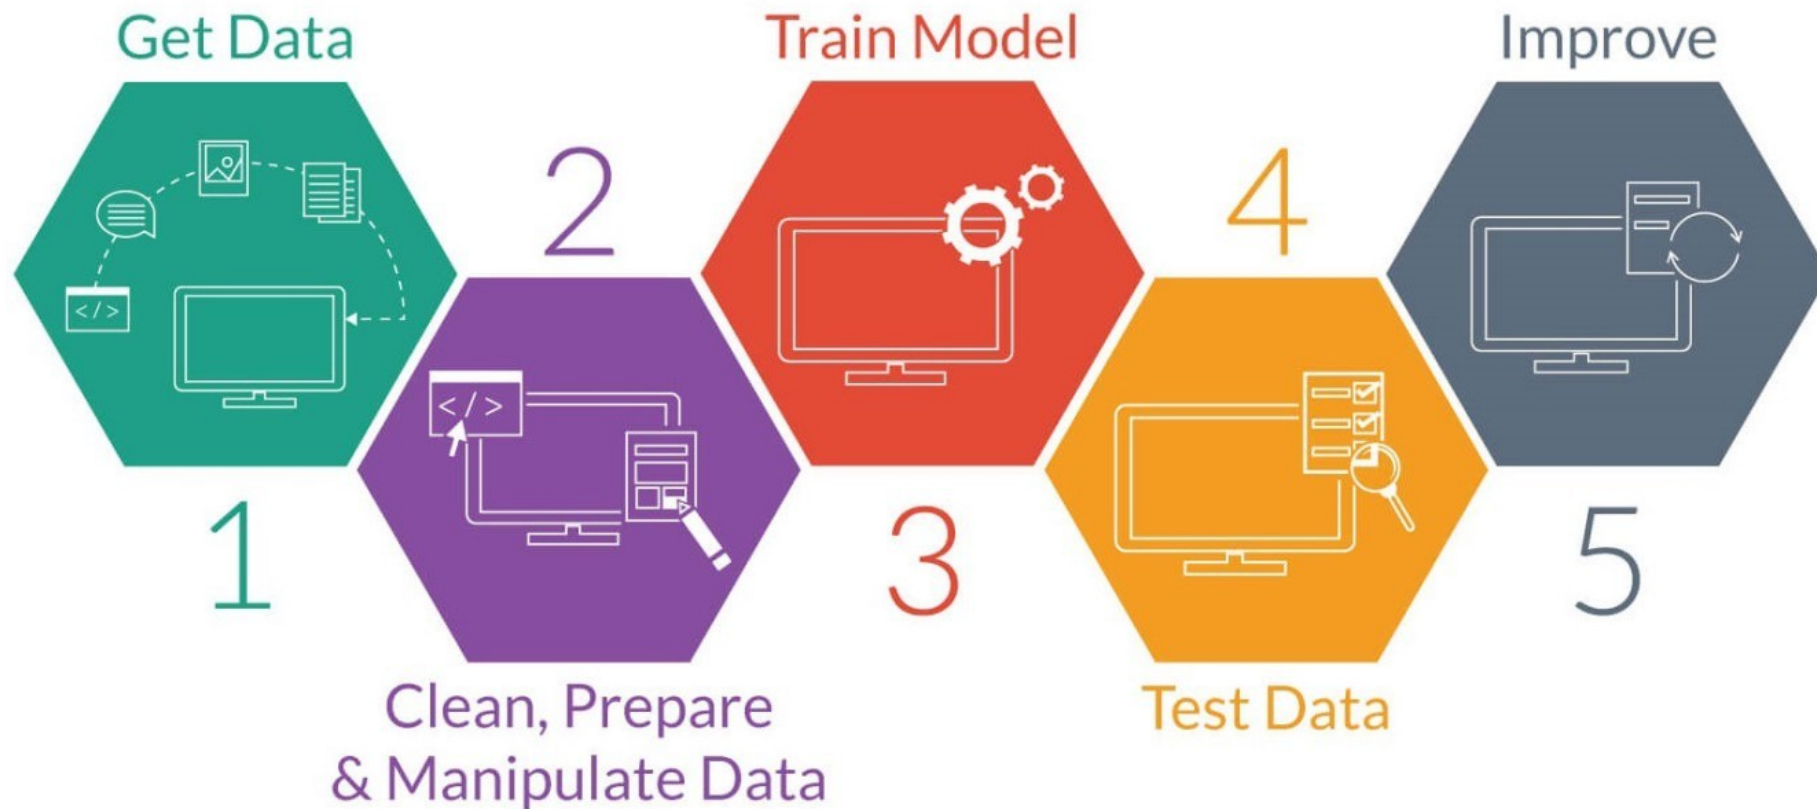 Get Data
</>
1
2
</>
Clean, Prepare
& Manipulate Data
Train Model
3
4
Test Data
Improve
5